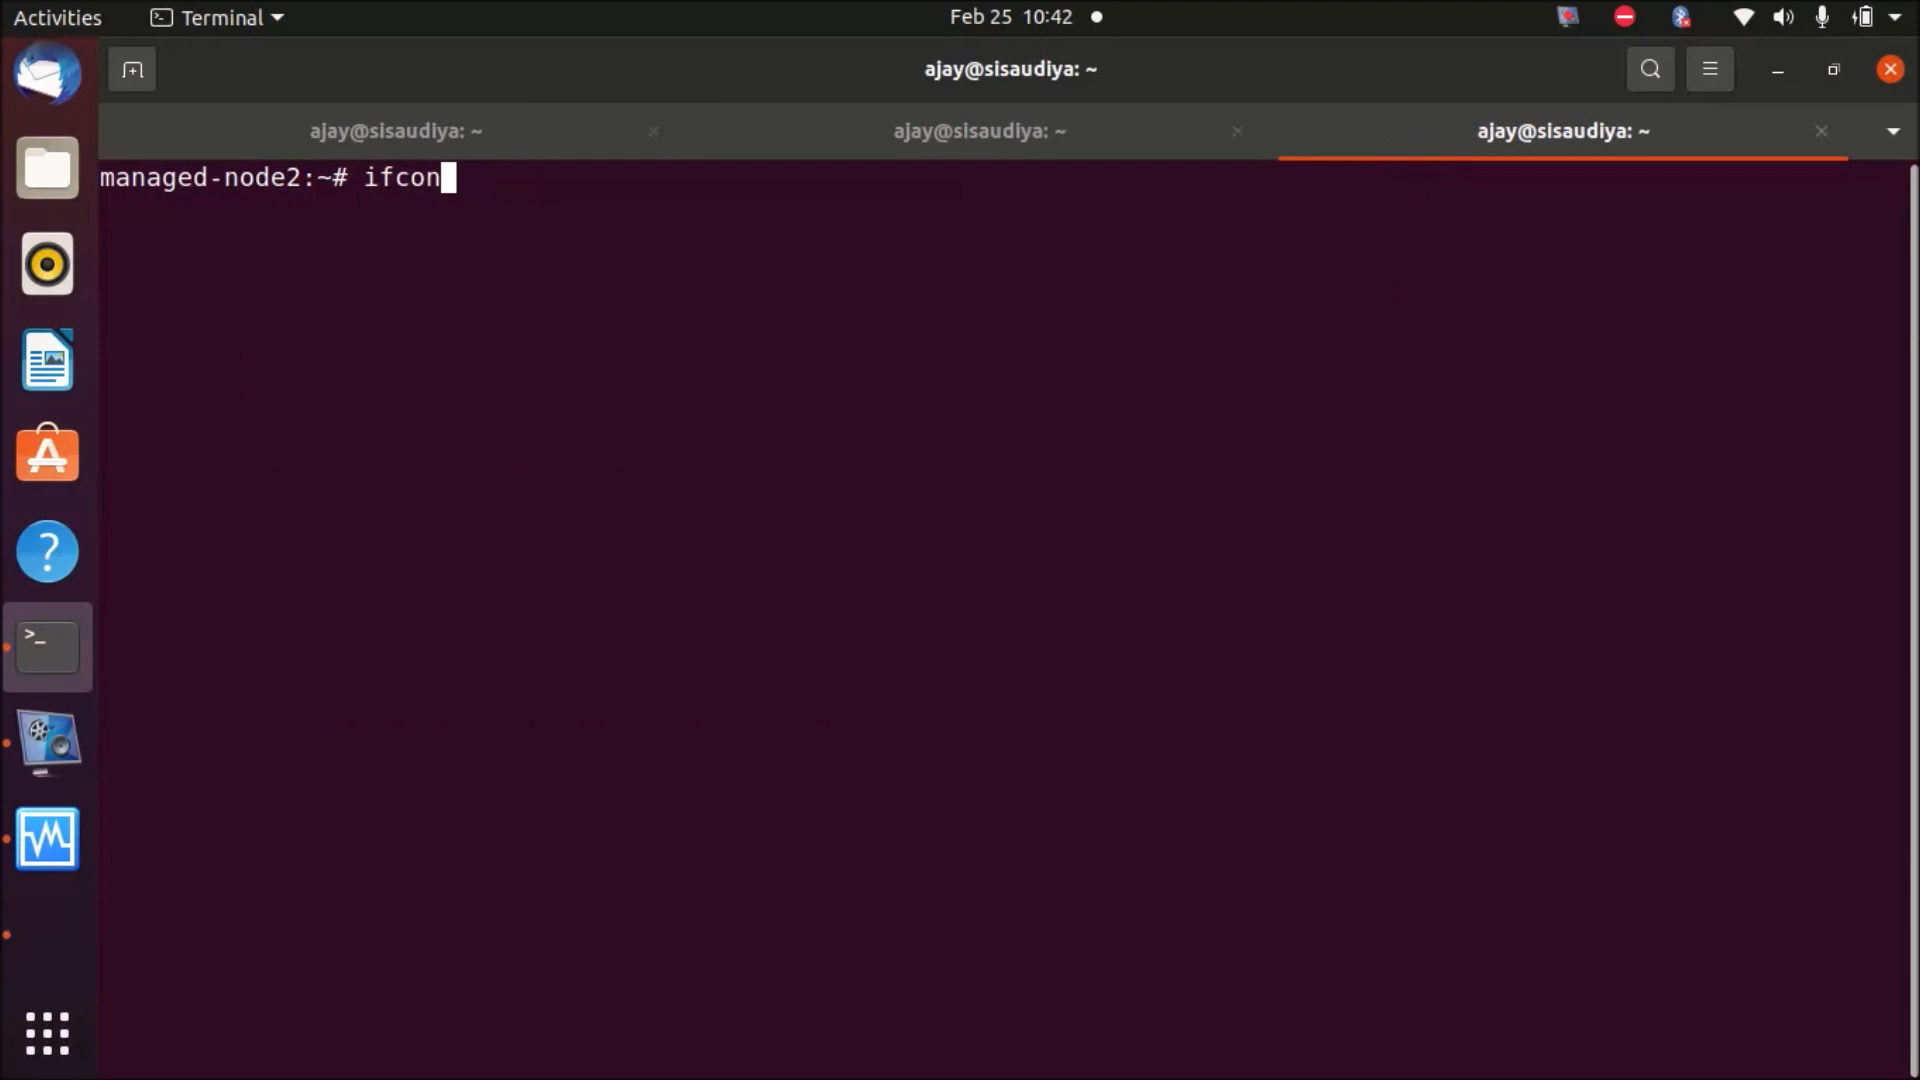 Activities
Terminal
Feb 25 10:42
ajay@sisaudiya: ~
ajay@sisaudiya: ~
ajay@sisaudiya: ~
ajay@sisaudiya: ~
managed-node2:~# ifcon